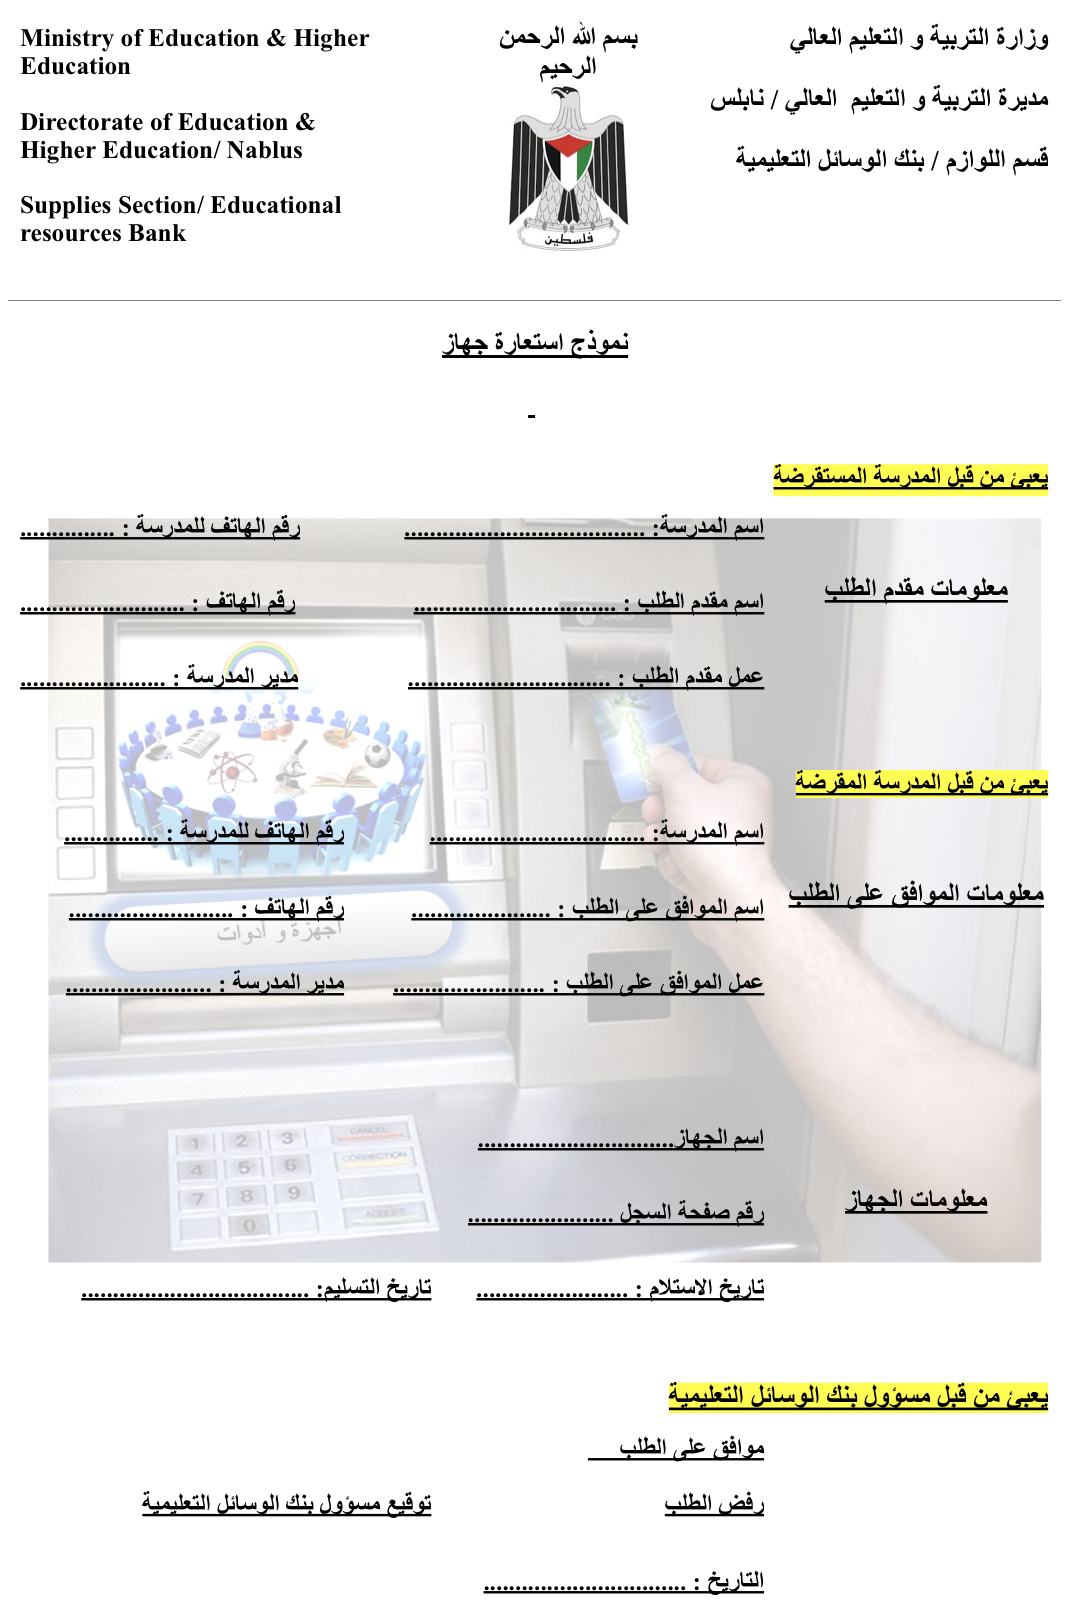 Ministry of Education & Higher
Education
Directorate of Education &
Higher Education/ Nablus
Supplies Section/ Educational
resources Bank
بسم الله الرحمن
الرحيم
فلسطين
وزارة التربية و التعليم العالي
مديرة التربية و التعليم العالي / نابلس
قسم اللوازم / بنك الوسائل التعليمية
نموذج استعارة جهاز
-
يعبئ من قبل المدرسة المستقرضة
اسم المدرسة: ...................................... رقم الهاتف للمدرسة : ...............
معلومات مقدم الطلب
اسم مقدم الطلب : ................................ رقم الهاتف : ..........................
عمل مقدم الطلب : ................................ مدير المدرسة : .......................
يعبئ من قبل المدرسة المقرضة
اسم المدرسة: .................................. رقم الهاتف للمدرسة : ...............
معلومات الموافق على الطلب
اسم الموافق على الطلب : ...................... رقم الهاتف : ..........................
اجهزة و أدوات
عمل الموافق على الطلب : ........................ مدير المدرسة : .......................
اسم الجهاز...............................
معلومات الجهاز
رقم صفحة السجل .......................
تاريخ الاستلام : ........................ تاريخ التسليم: ....................................
1 2 3 CANCEL
4 5 6 CORRECTION
7 8 9
0
يعبئ من قبل مسؤول بنك الوسائل التعليمية
موافق على الطلب
رفض الطلب توقيع مسؤول بنك الوسائل التعليمية
التاريخ : ................................